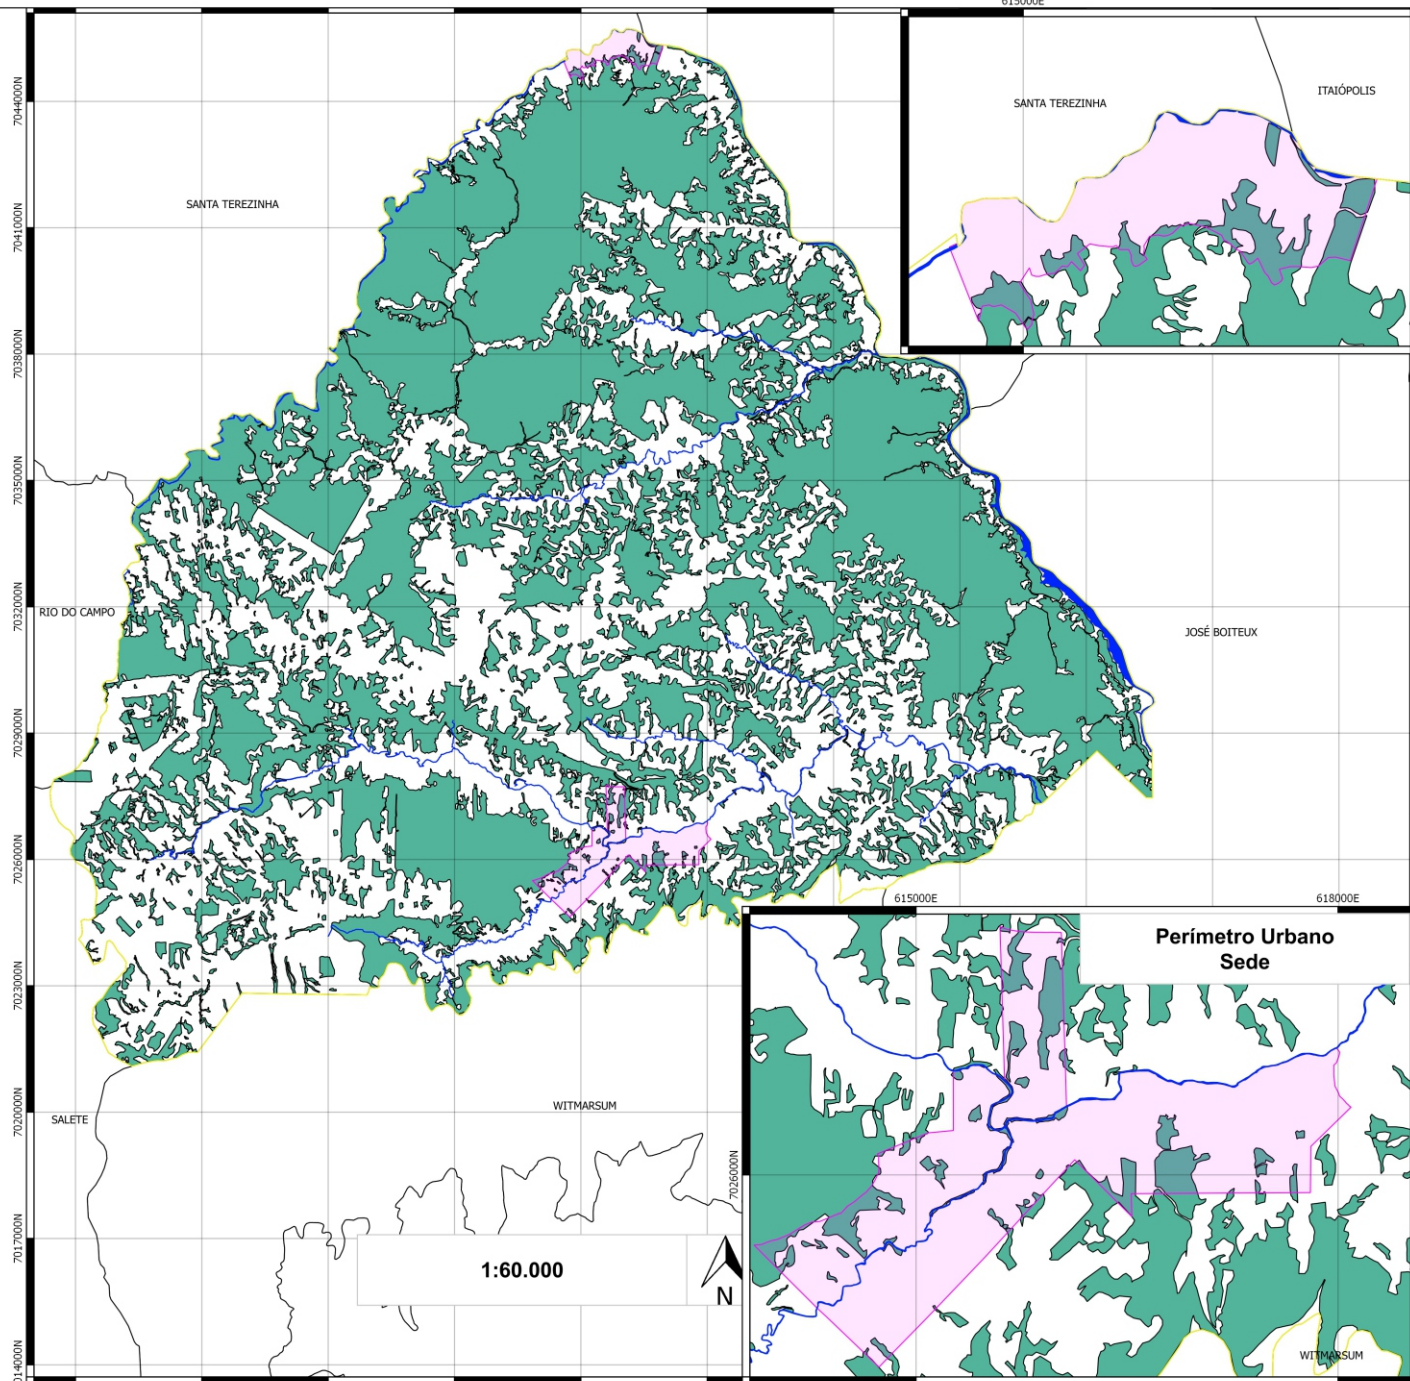 615000E
SANTA TEREZINHA
ITAIÓPOLIS
7044000N
SANTA TEREZINHA
7041000N
7038000N
7035000N
7032000N
RIO DO CAMPO
JOSÉ BOITEUX
7029000N
7026000N
7023000N
615000E
618000E
Perímetro Urbano
Sede
7026000N
WITMARSUM
7020000N
SALETE
WITMARSUM
7017000N
1:60.000
N